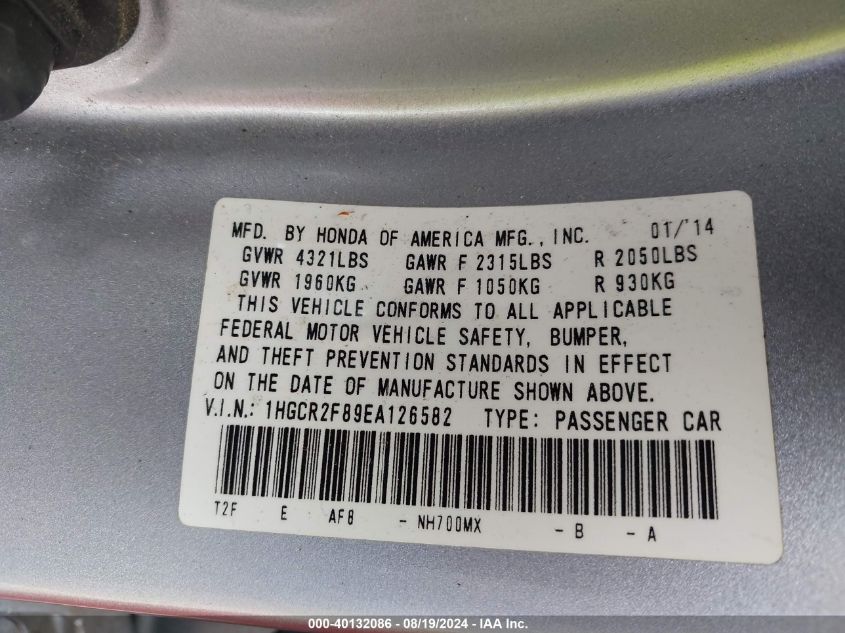 MFD. BY HONDA OF AMERICA MFG., INC. 01/'14
GVWR 4321LBS GAWR F 2315LBS R 2050LBS
GVWR 1960KG GAWR F 1050KG R 930KG
THIS VEHICLE CONFORMS TO ALL APPLICABLE
FEDERAL MOTOR VEHICLE SAFETY, BUMPER,
AND THEFT PREVENTION STANDARDS IN EFFECT
ON THE DATE OF MANUFACTURE SHOWN ABOVE.
V.I.N.: 1HGCR2F89EA126582 TYPE: PASSENGER CAR
T2F E AF8 - NH700MX - B - A
000-40132086 - 08/19/2024 - IAA Inc.